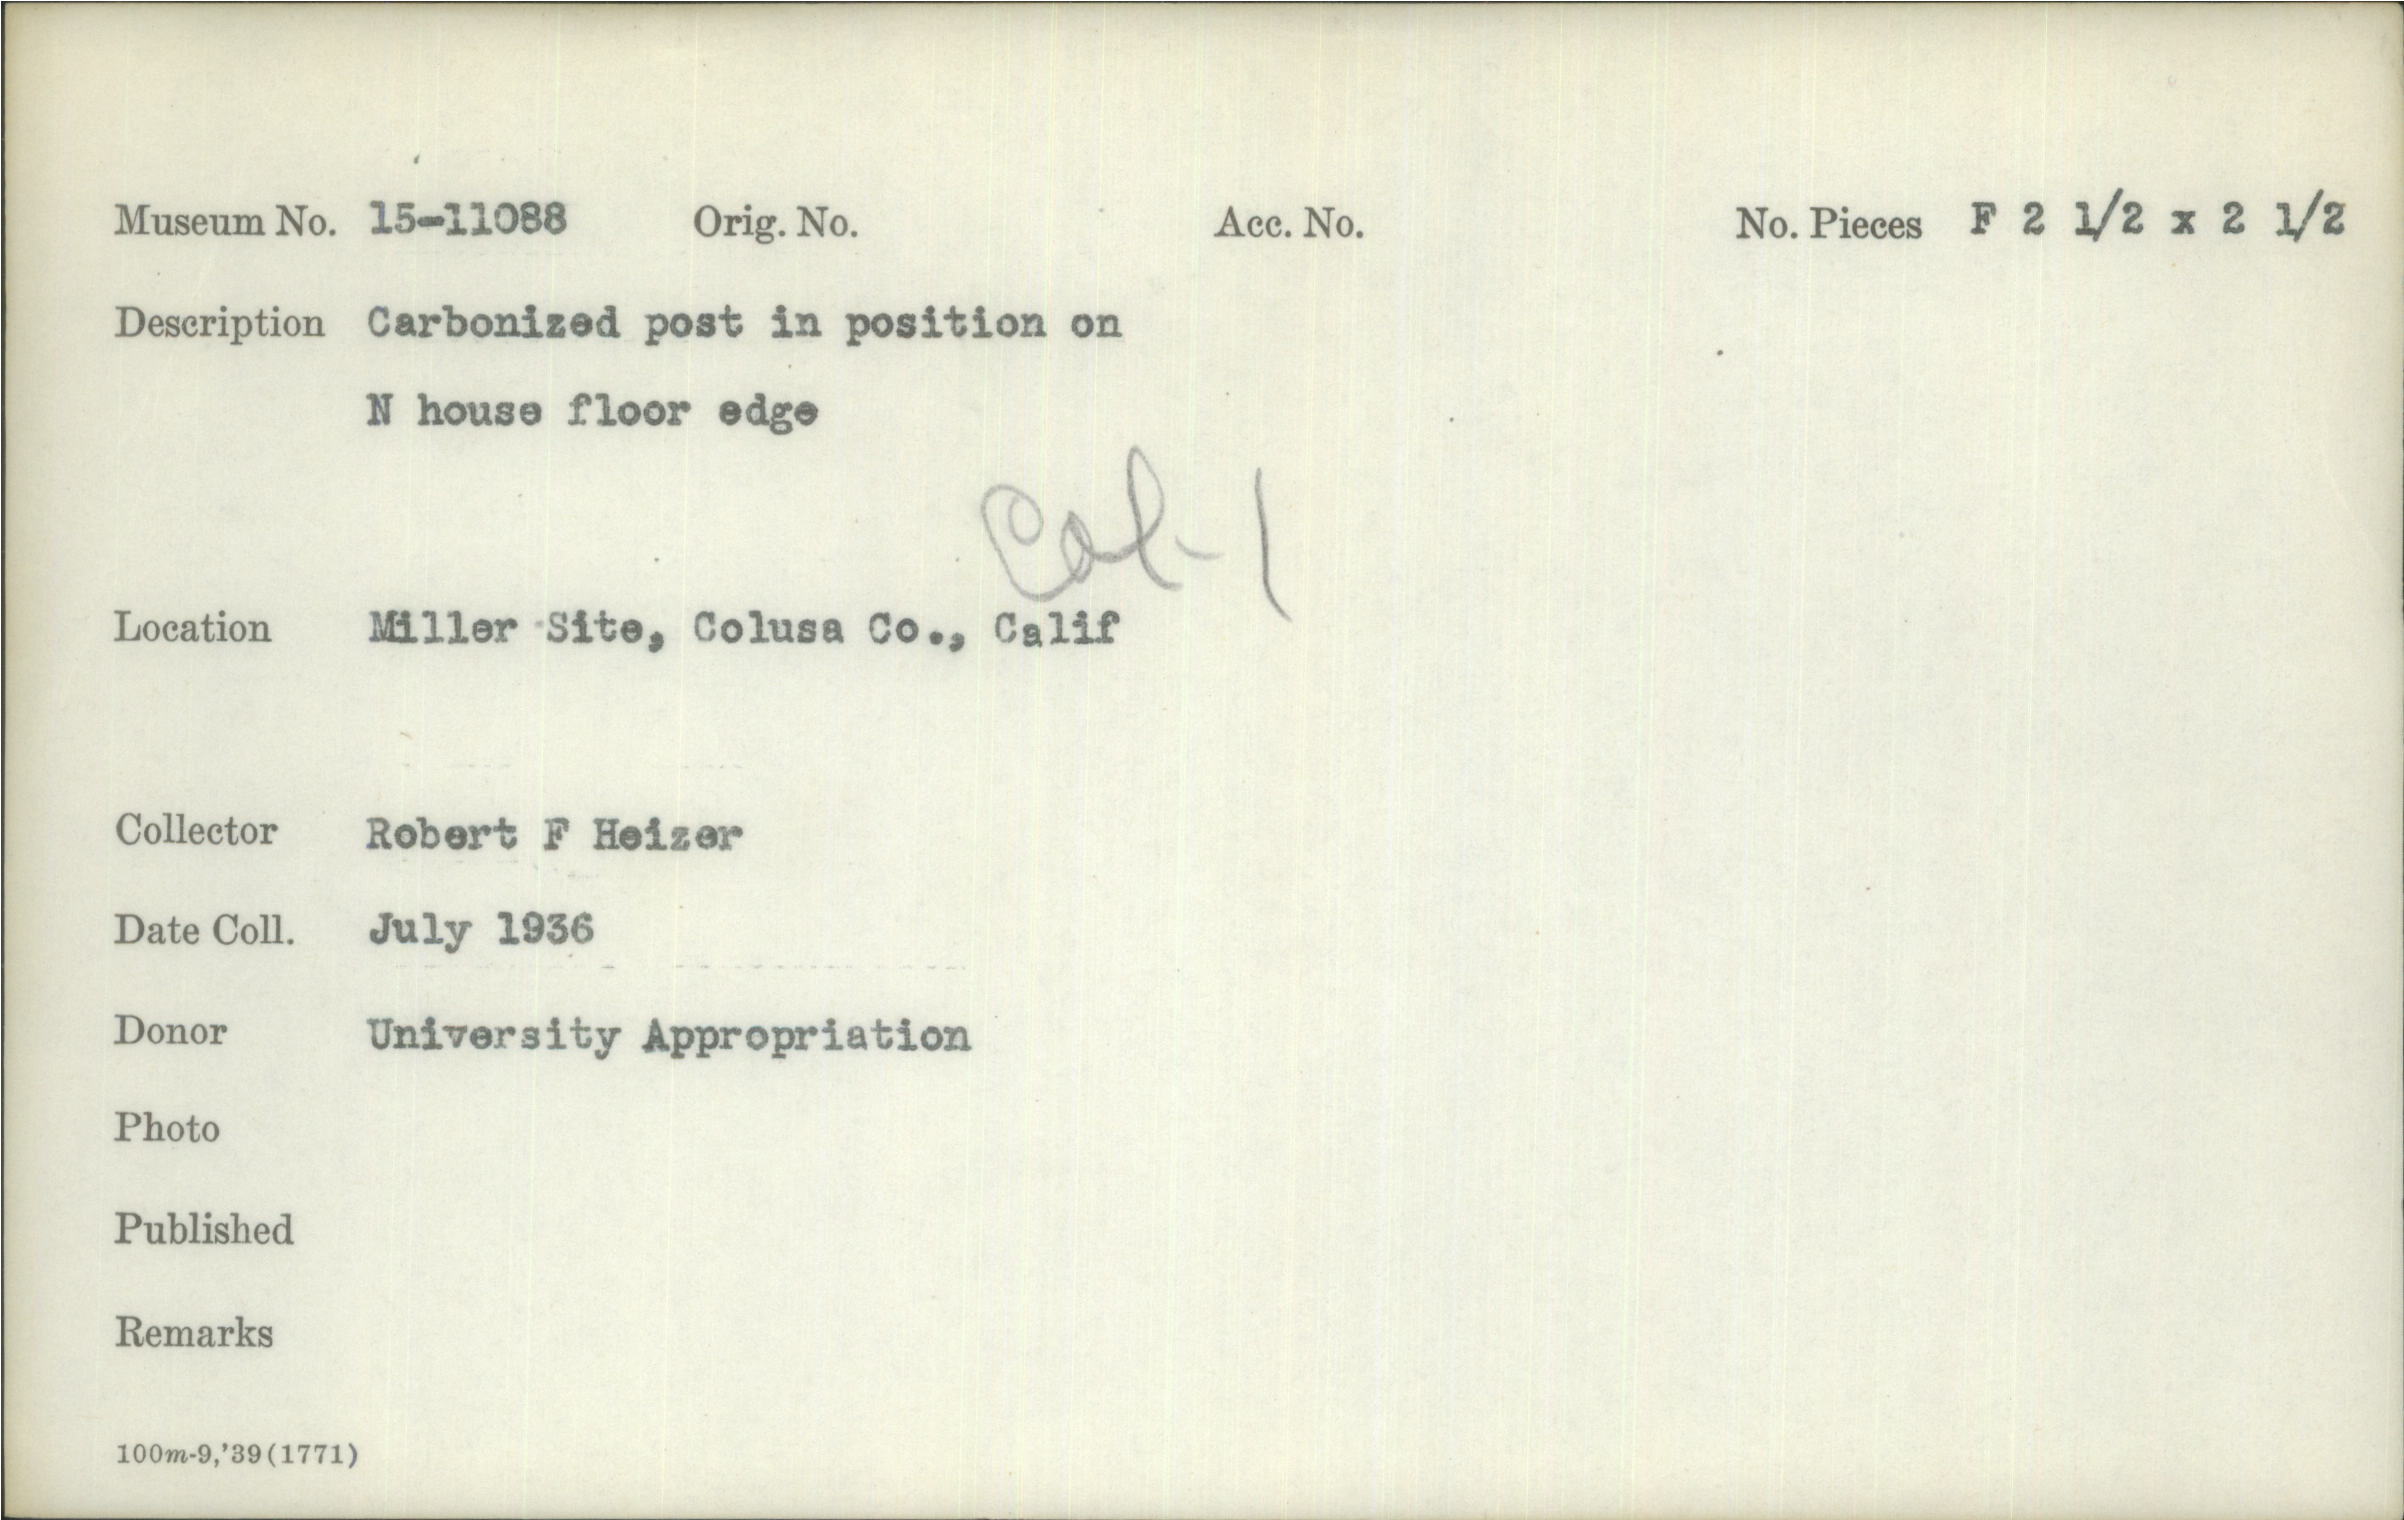 Museum No. 15-11088 Orig. No. Acc. No. No. Pieces F 2 1/2 x 2 1/2
Description Carbonized post in position on
N house floor edge
Col-1
Location Miller Site, Colusa Co., Calif
Collector Robert F Heizer
Date Coll. July 1936
Donor University Appropriation
Photo
Published
Remarks
100m-9,'39(1771)